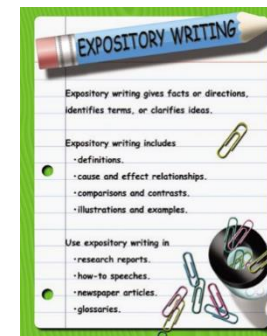 EXPOSITORY WRITING
Expository writing gives facts or directions,
identifies terms, or clarifies ideas.
Expository writing includes
•definitions.
•cause and effect relationships.
•comparisons and contrasts.
•illustrations and examples.
Use expository writing in
•research reports.
•how-to speeches.
•newspaper articles.
•glossaries.